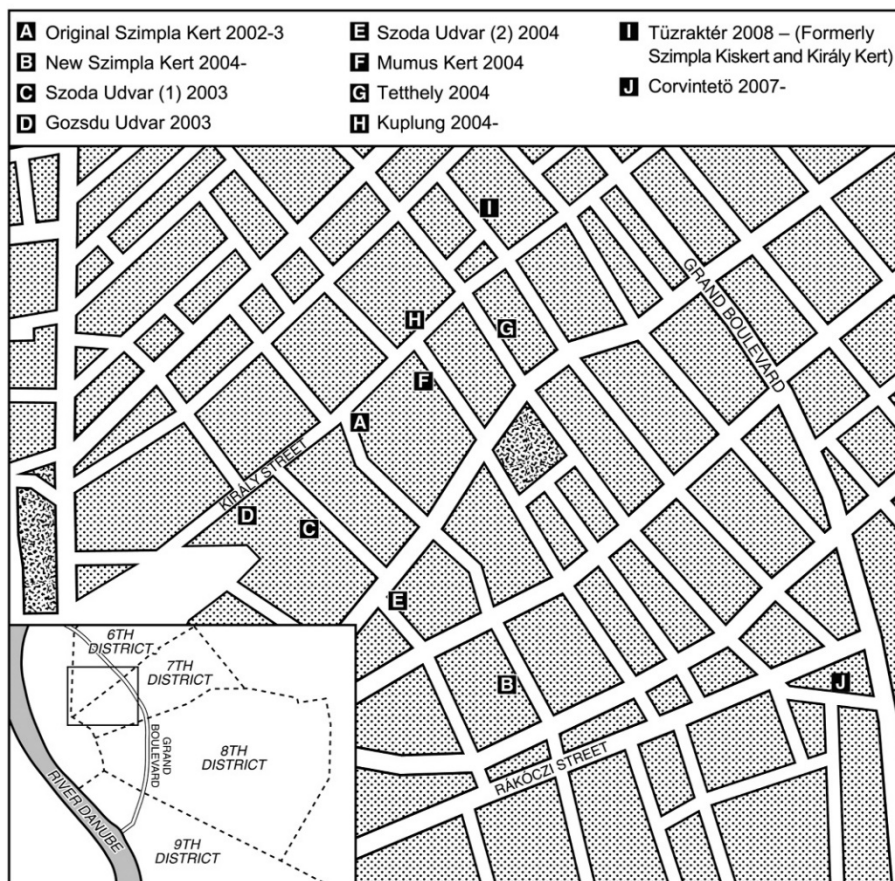 A Original Szimpla Kert 2002-3
B New Szimpla Kert 2004-
C Szoda Udvar (1) 2003
D Gozsdu Udvar 2003
E Szoda Udvar (2) 2004
F Mumus Kert 2004
G Tetthely 2004
H Kuplung 2004-
I Tüzraktér 2008 – (Formerly
Szimpla Kiskert and Király Kert)
J Corvintetö 2007-
I
GRAND BOULEVARD
H
G
F
A
KIRÁLY STREET
D
C
E
B
J
RÁKÓCZI STREET
6TH
DISTRICT
7TH
DISTRICT
GRAND
BOULEVARD
8TH
DISTRICT
RIVER DANUBE
9TH
DISTRICT